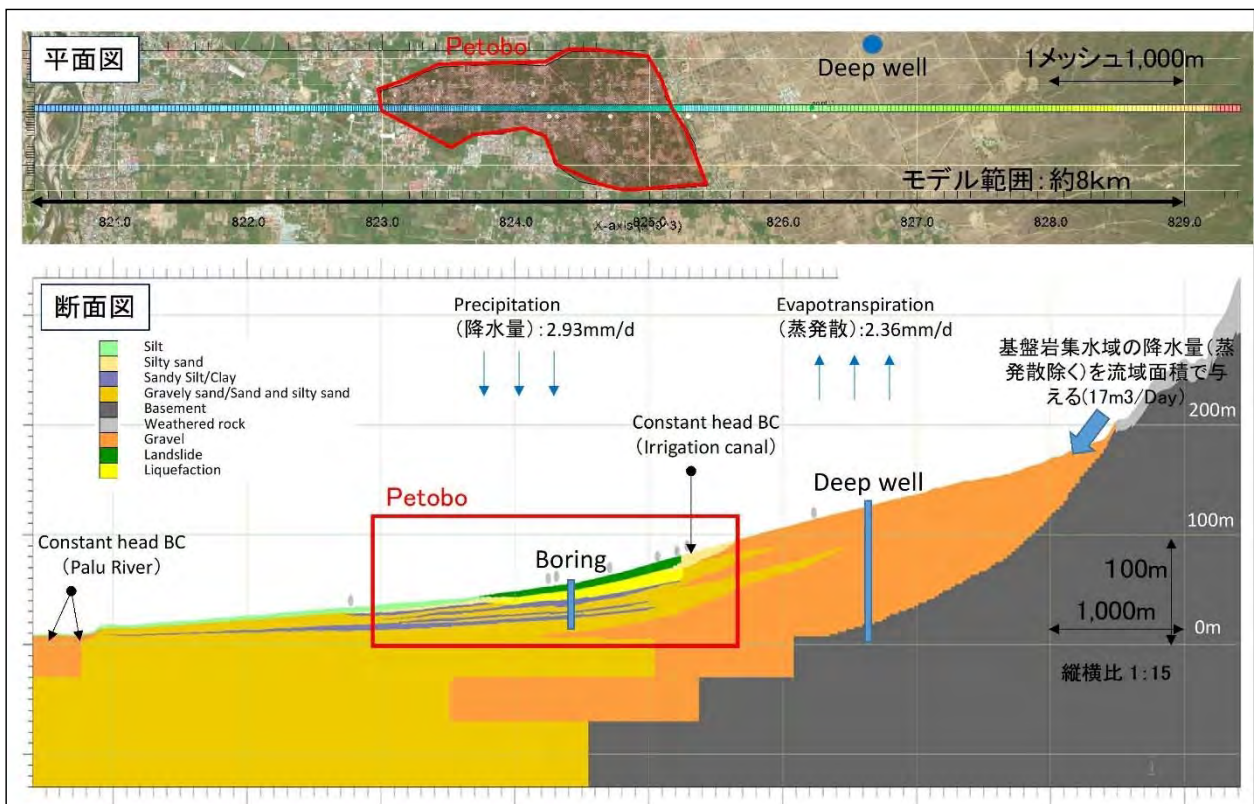 平面図
Petobo
Deep well
1メッシュ1,000m
モデル範囲:約8km
821.0
822.0
823.0
824.0
825.0
826.0
827.0
828.0
829.0
断面図
Silt
Silty sand
Sandy Silt/Clay
Gravely sand/Sand and silty sand
Basement
Weathered rock
Gravel
Landslide
Liquefaction
Precipitation
(降水量):2.93mm/d
Evapotranspiration
(蒸発散):2.36mm/d
基盤岩集水域の降水量(蒸
発散除く)を流域面積で与
える(17m3/Day)
200m
Constant head BC
(Irrigation canal)
Petobo
Deep well
Constant head BC
(Palu River)
Boring
100m
100m
1,000m
0m
縦横比 1:15